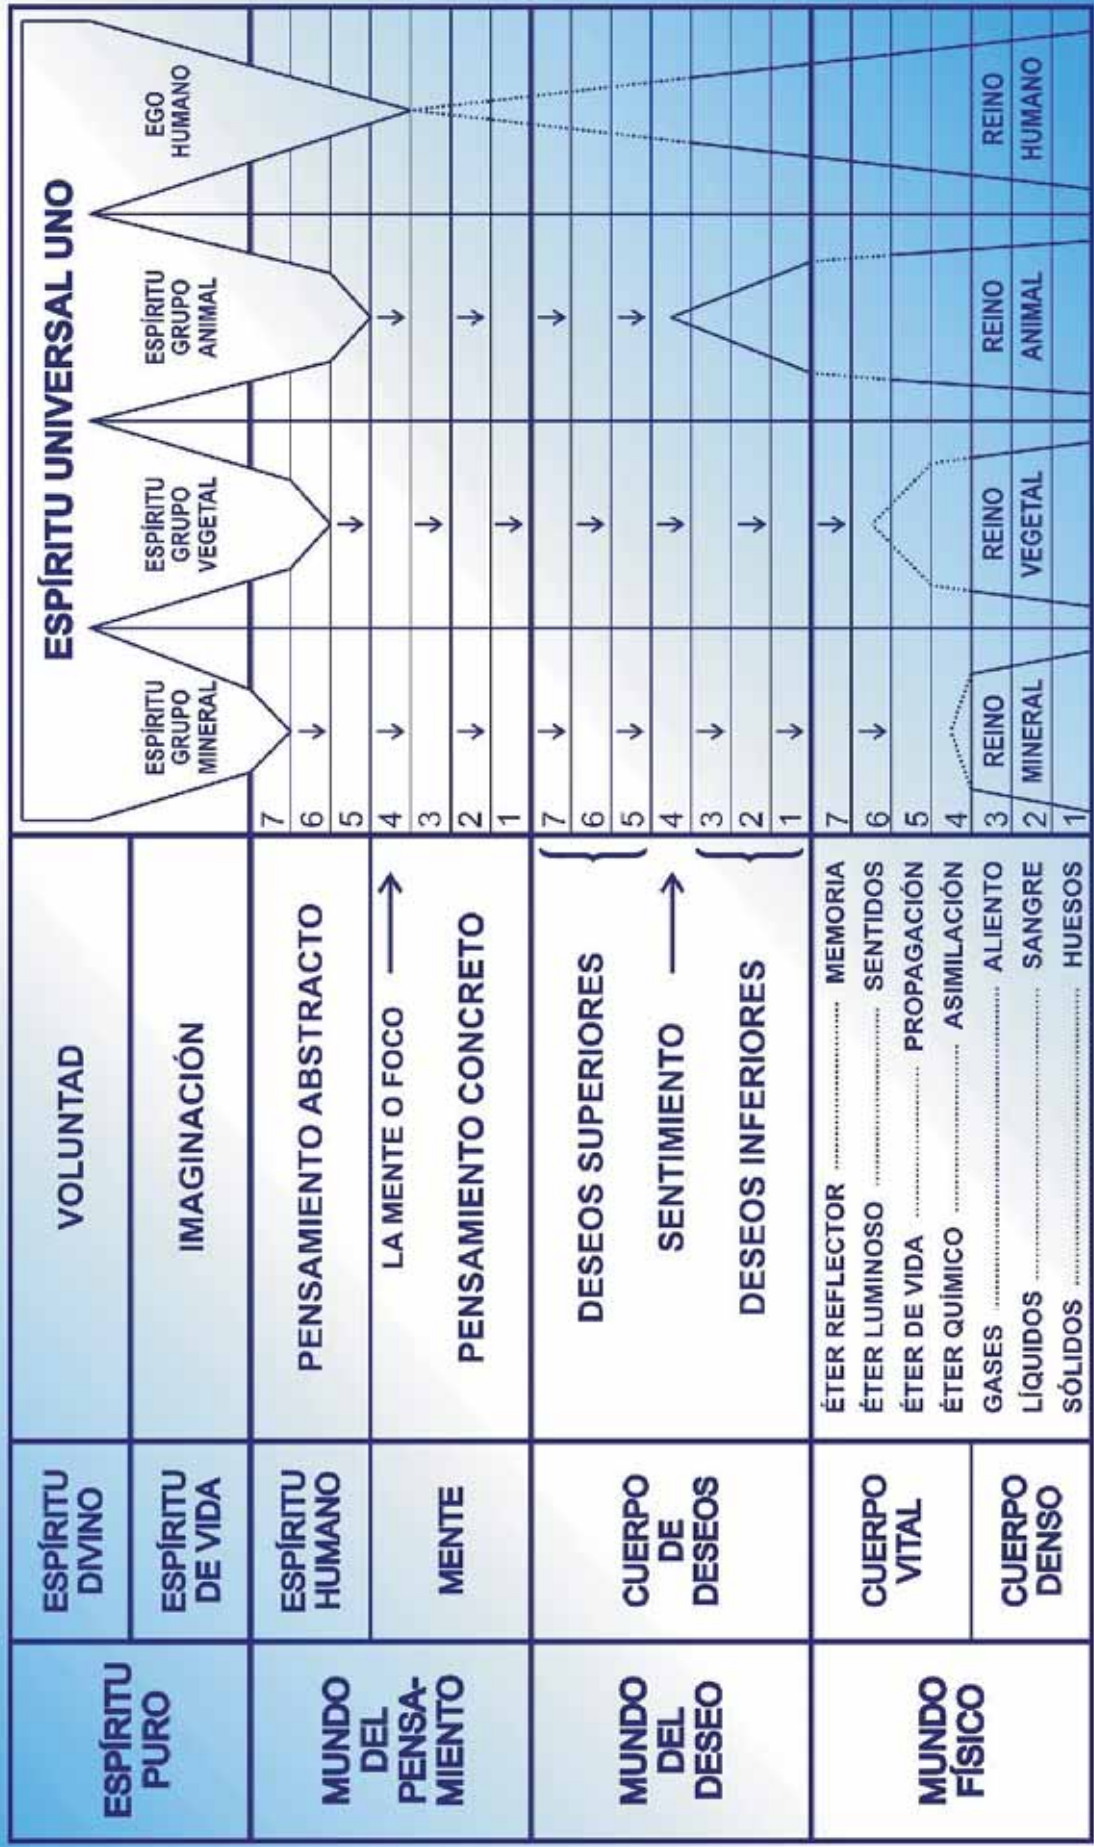 ESPÍRITU
PURO
MUNDO
DEL
PENSA-
MIENTO
MUNDO
DEL
DESEO
MUNDO
FÍSICO
ESPÍRITU
DIVINO
ESPÍRITU
DE VIDA
ESPÍRITU
HUMANO
MENTE
CUERPO
DE
DESEOS
CUERPO
VITAL
CUERPO
DENSO
VOLUNTAD
IMAGINACIÓN
PENSAMIENTO ABSTRACTO
LA MENTE O FOCO →
PENSAMIENTO CONCRETO
DESEOS SUPERIORES
SENTIMIENTO →
DESEOS INFERIORES
ÉTER REFLECTOR ........ MEMORIA
ÉTER LUMINOSO ........ SENTIDOS
ÉTER DE VIDA ........ PROPAGACIÓN
ÉTER QUÍMICO ........ ASIMILACIÓN
GASES ........ ALIENTO
LÍQUIDOS ........ SANGRE
SÓLIDOS ........ HUESOS
7
6
5
4
3
2
1
7
6
5
4
3
2
1
7
6
5
4
3
2
1
ESPÍRITU UNIVERSAL UNO
ESPÍRITU
GRUPO
MINERAL
ESPÍRITU
GRUPO
VEGETAL
ESPÍRITU
GRUPO
ANIMAL
EGO
HUMANO
REINO
MINERAL
REINO
VEGETAL
REINO
ANIMAL
REINO
HUMANO